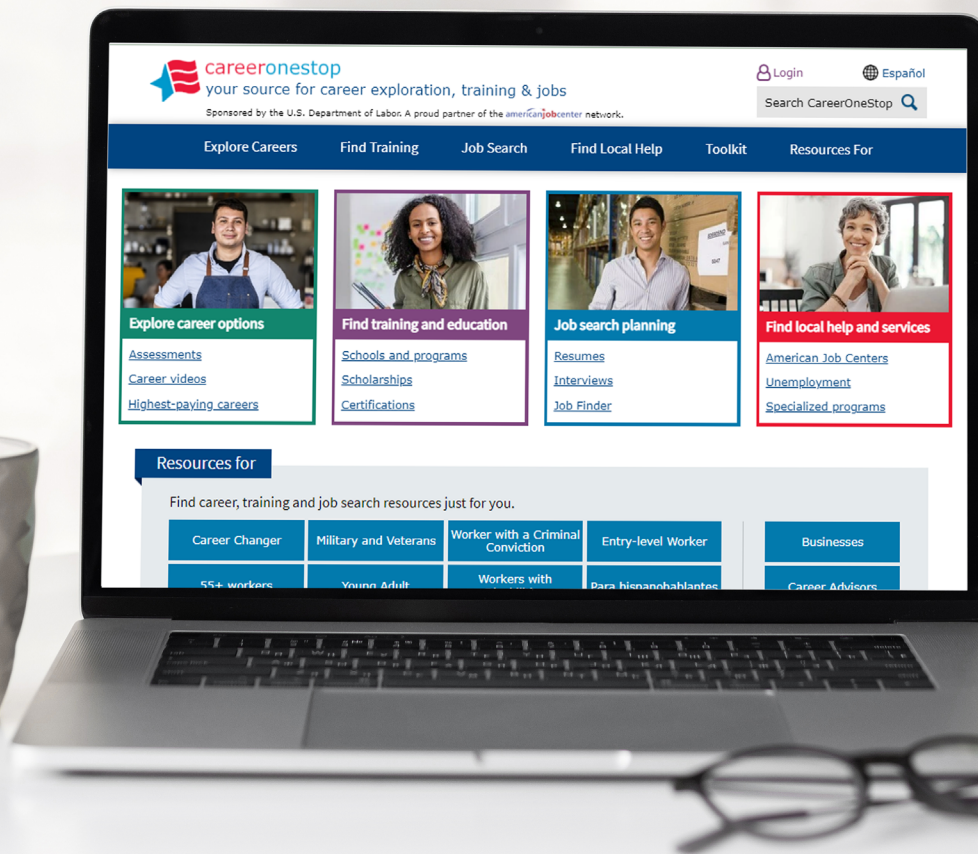 careeronestop
your source for career exploration, training & jobs
Sponsored by the U.S. Department of Labor. A proud partner of the americanjobcenter network.
Login
Español
Search CareerOneStop
Explore Careers
Find Training
Job Search
Find Local Help
Toolkit
Resources For
Explore career options
Assessments
Career videos
Highest-paying careers
Find training and education
Schools and programs
Scholarships
Certifications
Job search planning
Resumes
Interviews
Job Finder
Find local help and services
American Job Centers
Unemployment
Specialized programs
Resources for
Find career, training and job search resources just for you.
Career Changer
Military and Veterans
Worker with a Criminal
Conviction
Entry-level Worker
Businesses
55+ workers
Young Adult
Workers with
Para hispanohablantes
Career Advisors